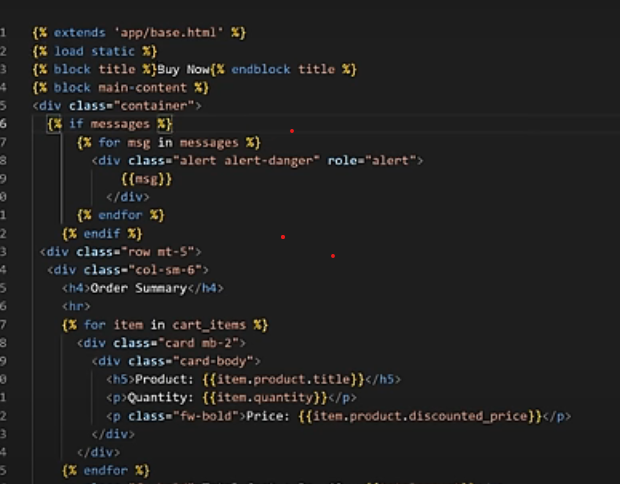 1 {% extends 'app/base.html' %}
2 {% load static %}
3 {% block title %}Buy Now{% endblock title %}
4 {% block main-content %}
5 <div class="container">
6 {% if messages %}
7 {% for msg in messages %}
8 <div class="alert alert-danger" role="alert">
9 {{msg}}
0 </div>
1 {% endfor %}
2 {% endif %}
3 <div class="row mt-5">
4 <div class="col-sm-6">
5 <h4>Order Summary</h4>
6 <hr>
7 {% for item in cart_items %}
8 <div class="card mb-2">
9 <div class="card-body">
0 <h5>Product: {{item.product.title}}</h5>
1 <p>Quantity: {{item.quantity}}</p>
2 <p class="fw-bold">Price: {{item.product.discounted_price}}</p>
3 </div>
4 </div>
5 {% endfor %}